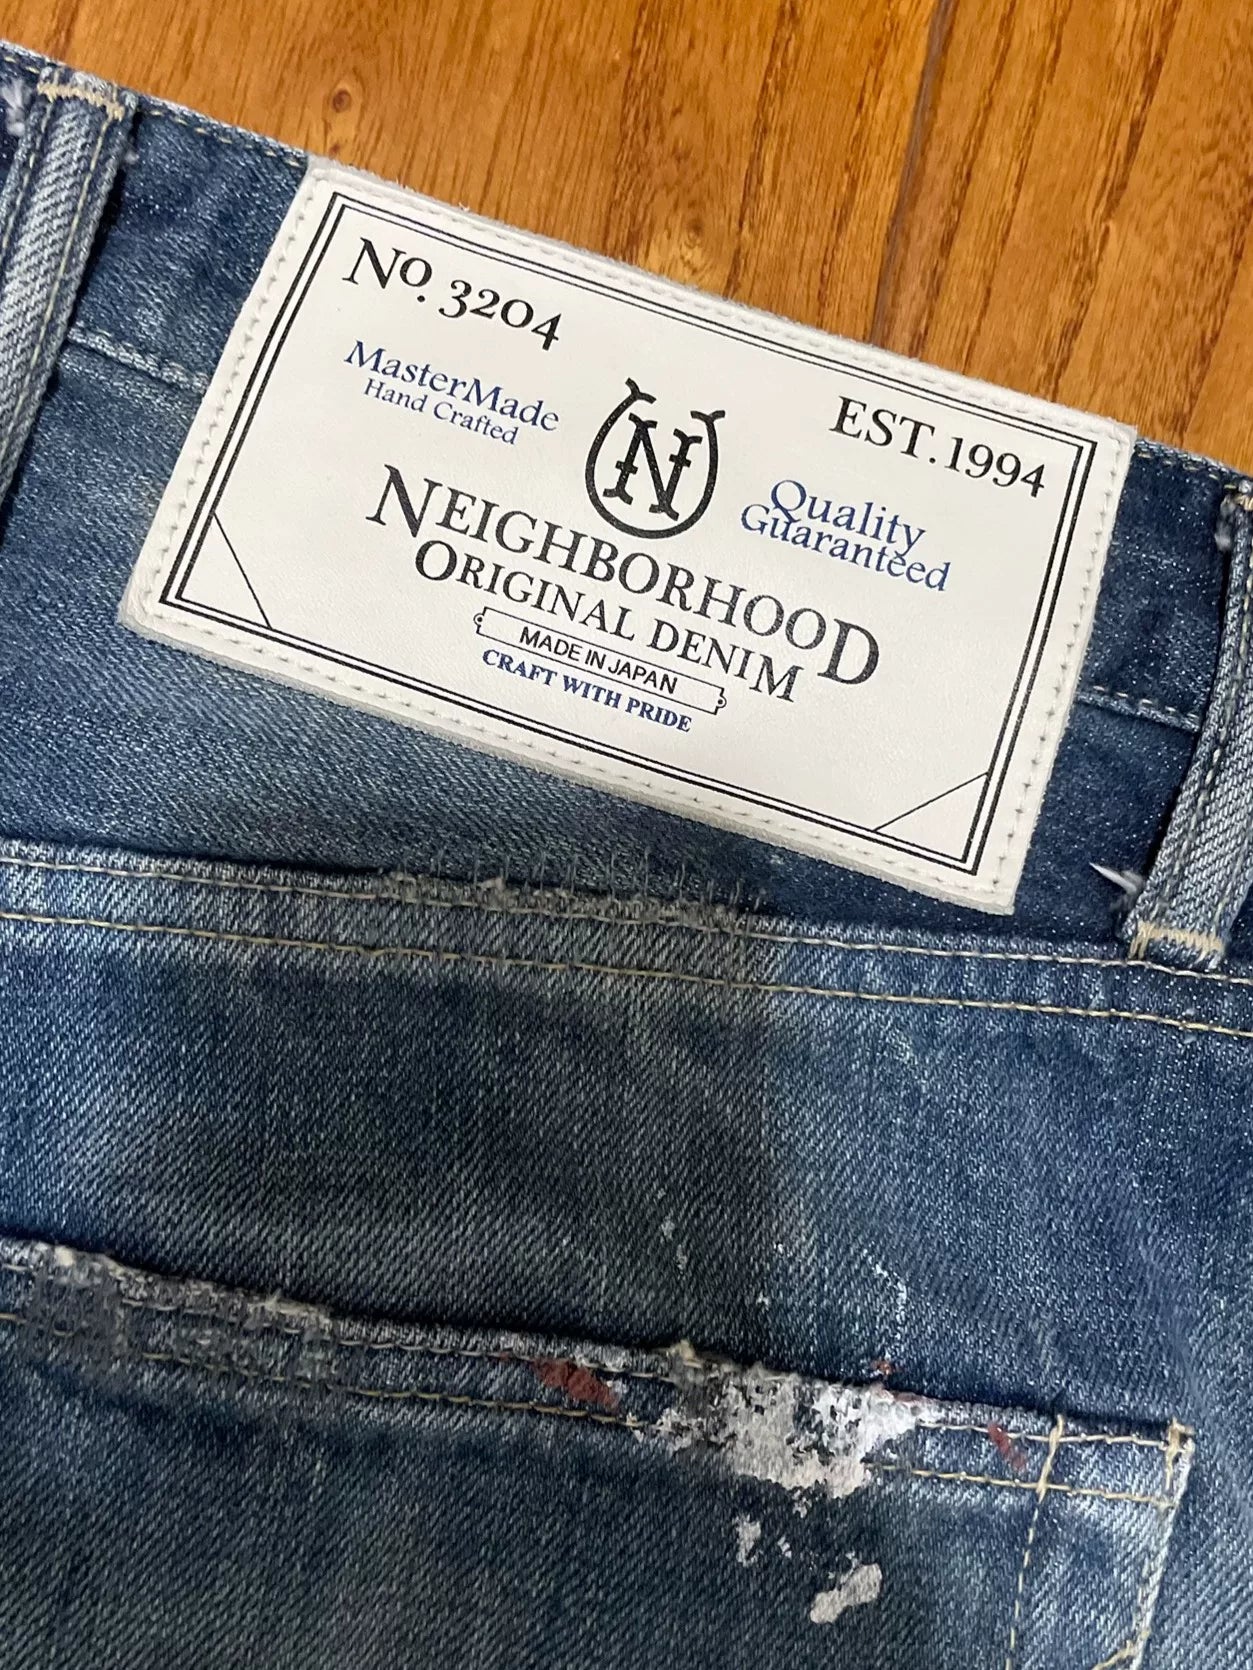 No. 3204
EST. 1994
MasterMade
Hand Crafted
N
Quality
Guaranteed
NEIGHBORHOOD
ORIGINAL DENIM
MADE IN JAPAN
CRAFT WITH PRIDE